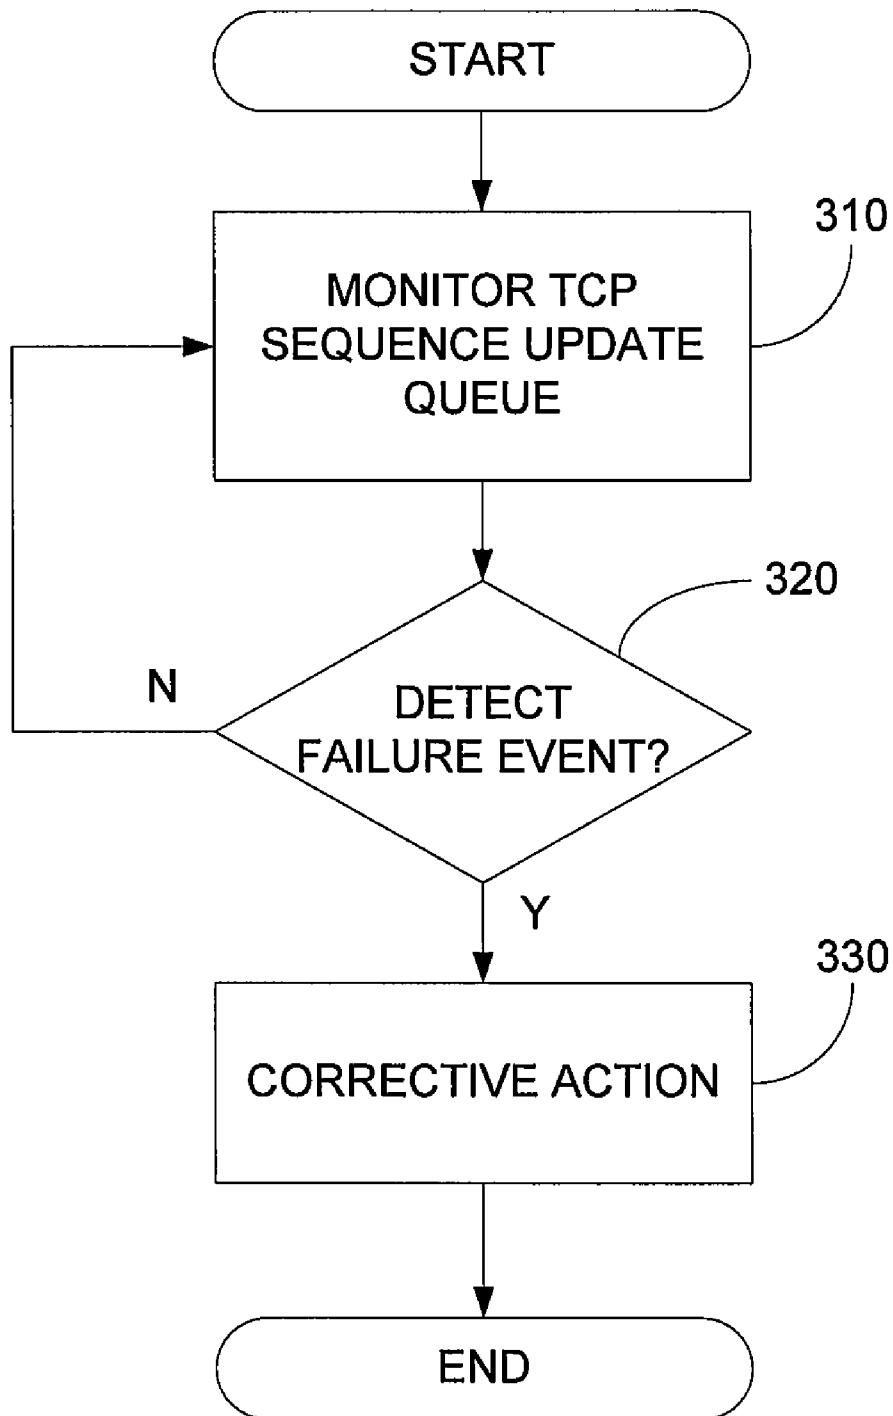 START
310
MONITOR TCP
SEQUENCE UPDATE
QUEUE
320
N
DETECT
FAILURE EVENT?
Y
330
CORRECTIVE ACTION
END